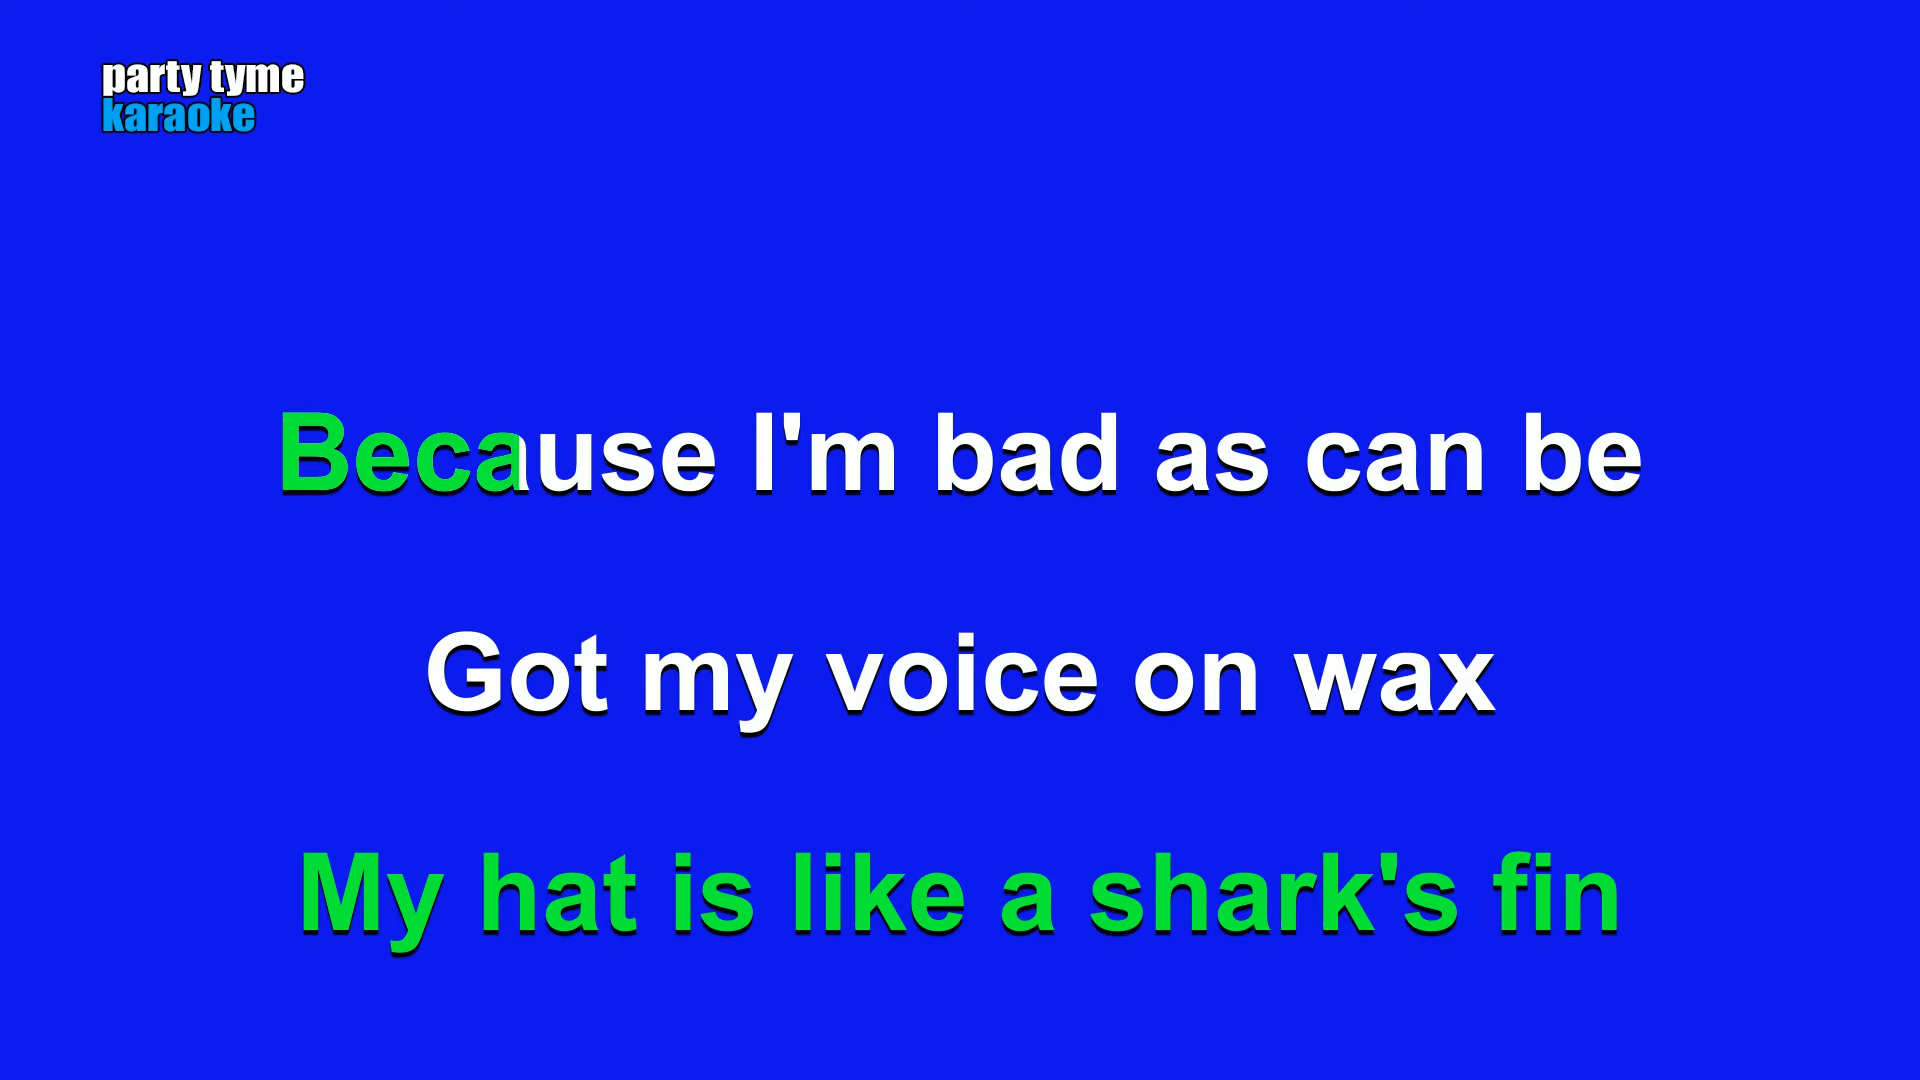 party tyme
karaoke
Because I'm bad as can be
Got my voice on wax
My hat is like a shark's fin